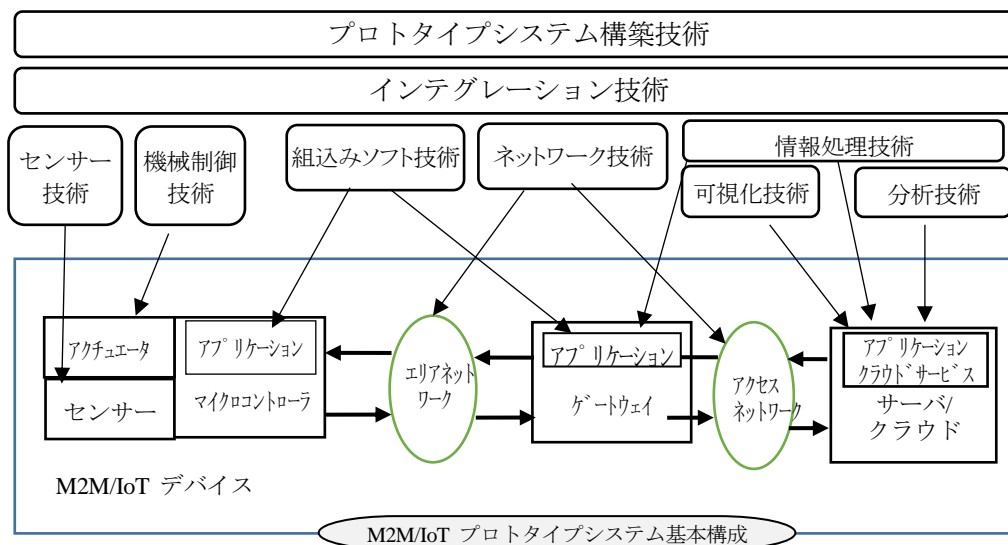 プロトタイプシステム構築技術
インテグレーション技術
センサー
技術
機械制御
技術
組込みソフト技術
ネットワーク技術
情報処理技術
可視化技術
分析技術
アクチュエータ
センサー
アプリケーション
マイクロコントローラ
エリアネット
ワーク
アプリケーション
ゲートウェイ
アクセス
ネットワーク
アプリケーション
クラウドサービス
サーバ/
クラウド
M2M/IoT デバイス
M2M/IoT プロトタイプシステム基本構成